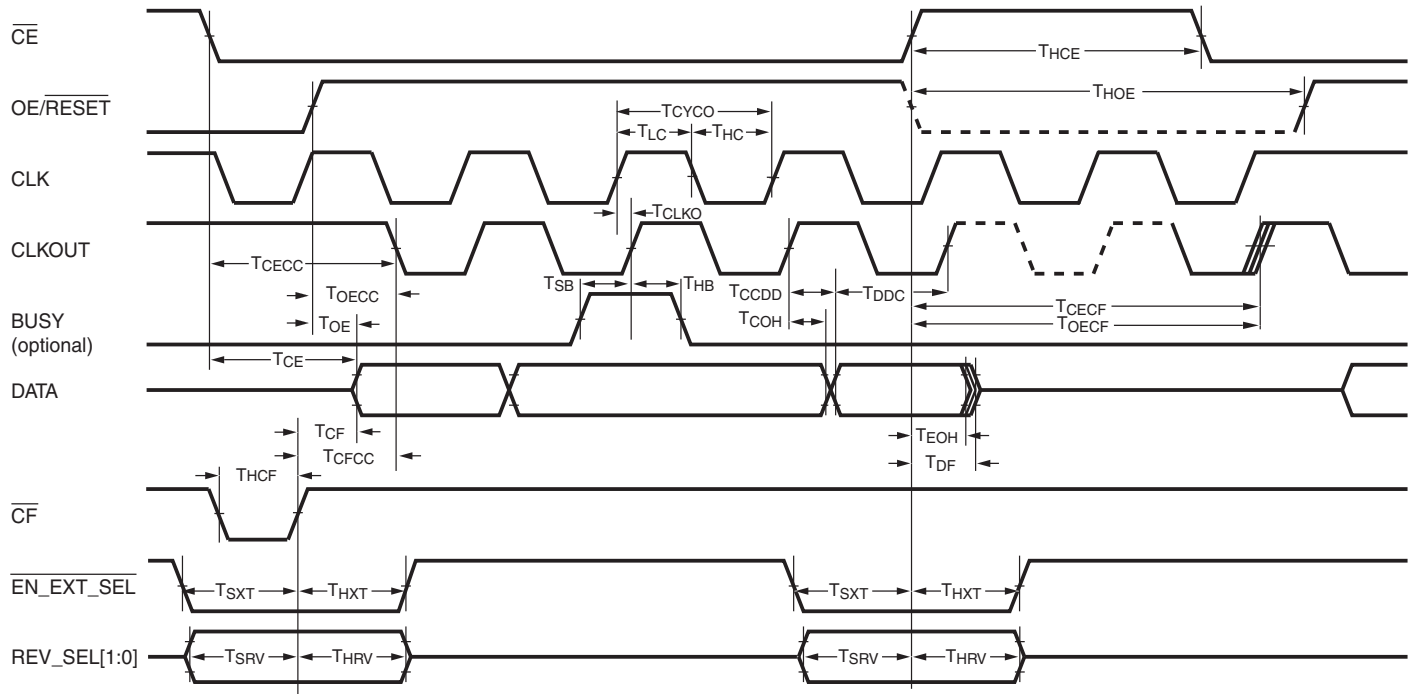 CE
THCE
OE/RESET
THOE
TCYCO
TLC
THC
CLK
TCLKO
CLKOUT
TCECC
TSB
THB
TCCDD
TDDC
TOECC
TCECF
TCOH
TOECF
BUSY
(optional)
TOE
TCE
DATA
TCF
TEOH
TCFCC
TDF
THCF
CF
EN_EXT_SEL
TSXT
THXT
TSXT
THXT
REV_SEL[1:0]
TSRV
THRV
TSRV
THRV